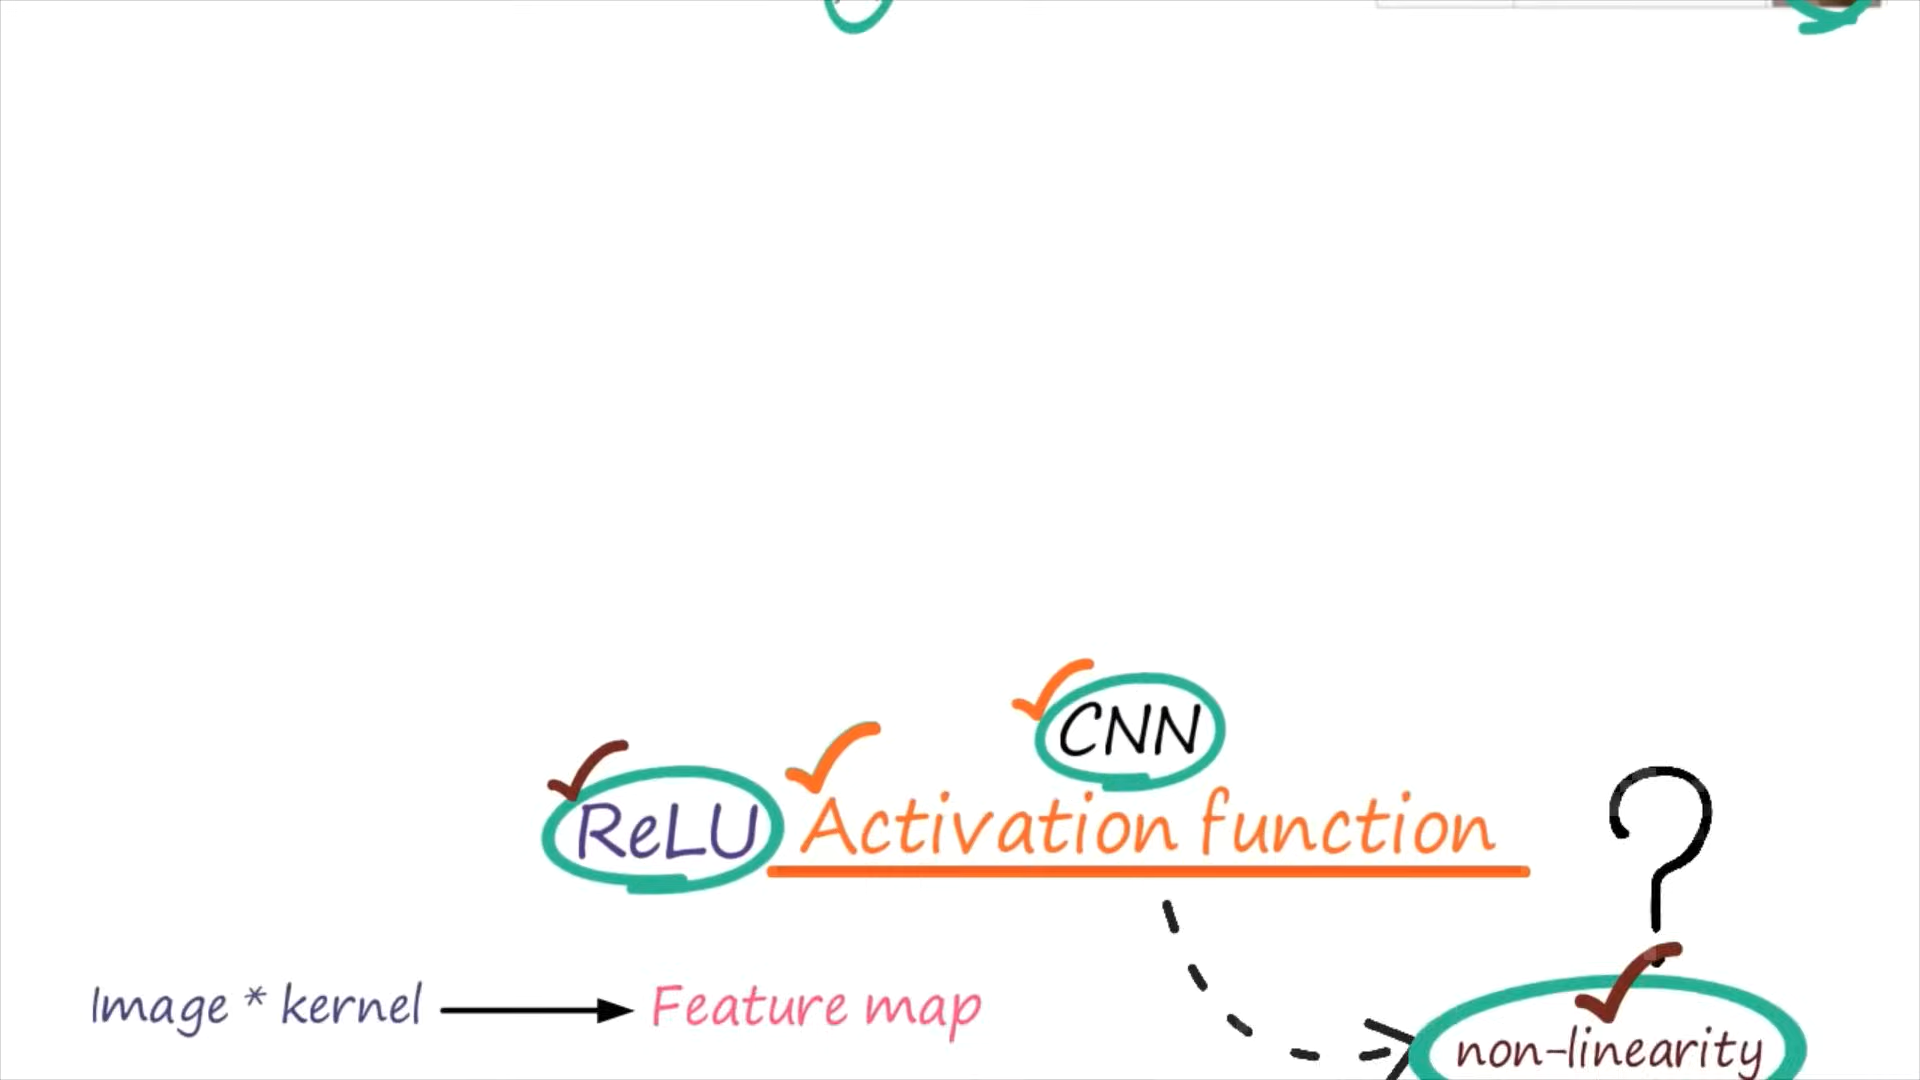 CNN
ReLU Activation function
?
Image * kernel Feature map
non-linearity